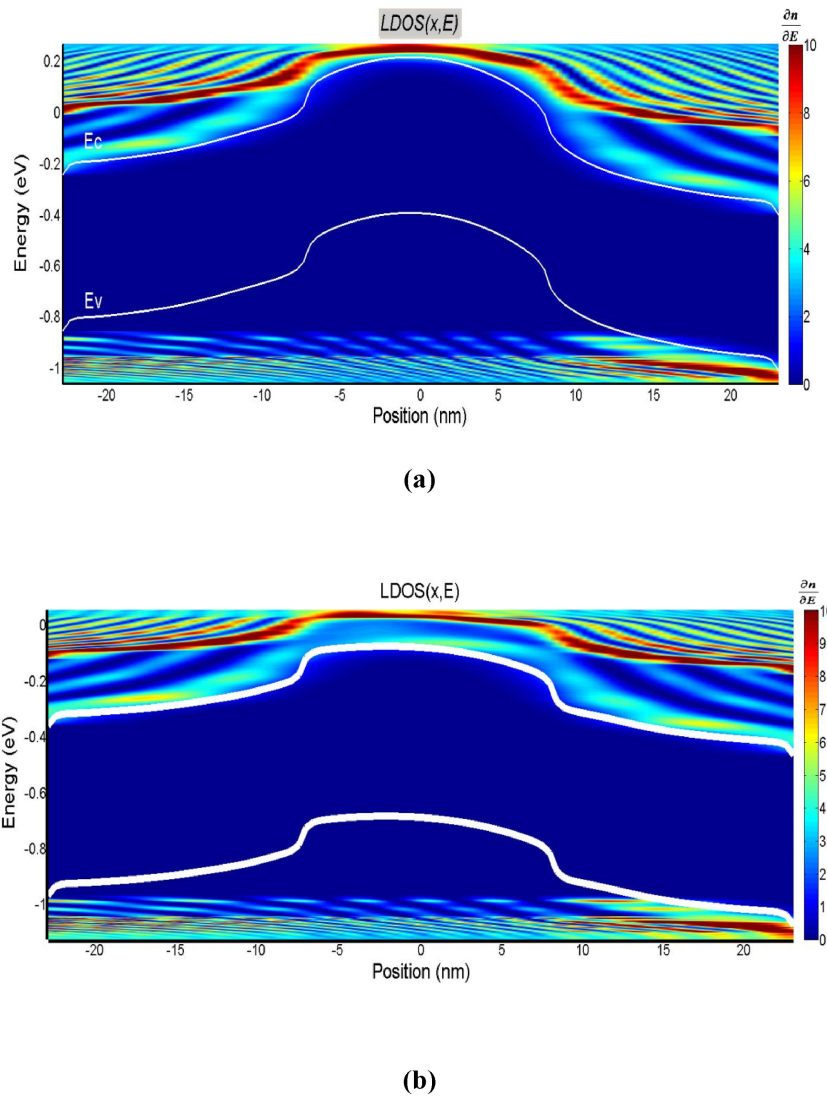 LDOS(x,E)
∂n
∂E
10
8
6
4
2
0
0.2
0
-0.2
-0.4
-0.6
-0.8
-1
Energy (eV)
Ec
Ev
-20 -15 -10 -5 0 5 10 15 20
Position (nm)
(a)
LDOS(x,E)
∂n
∂E
10
9
8
7
6
5
4
3
2
1
0
0
-0.2
-0.4
-0.6
-0.8
-1
Energy (eV)
-20 -15 -10 -5 0 5 10 15 20
Position (nm)
(b)